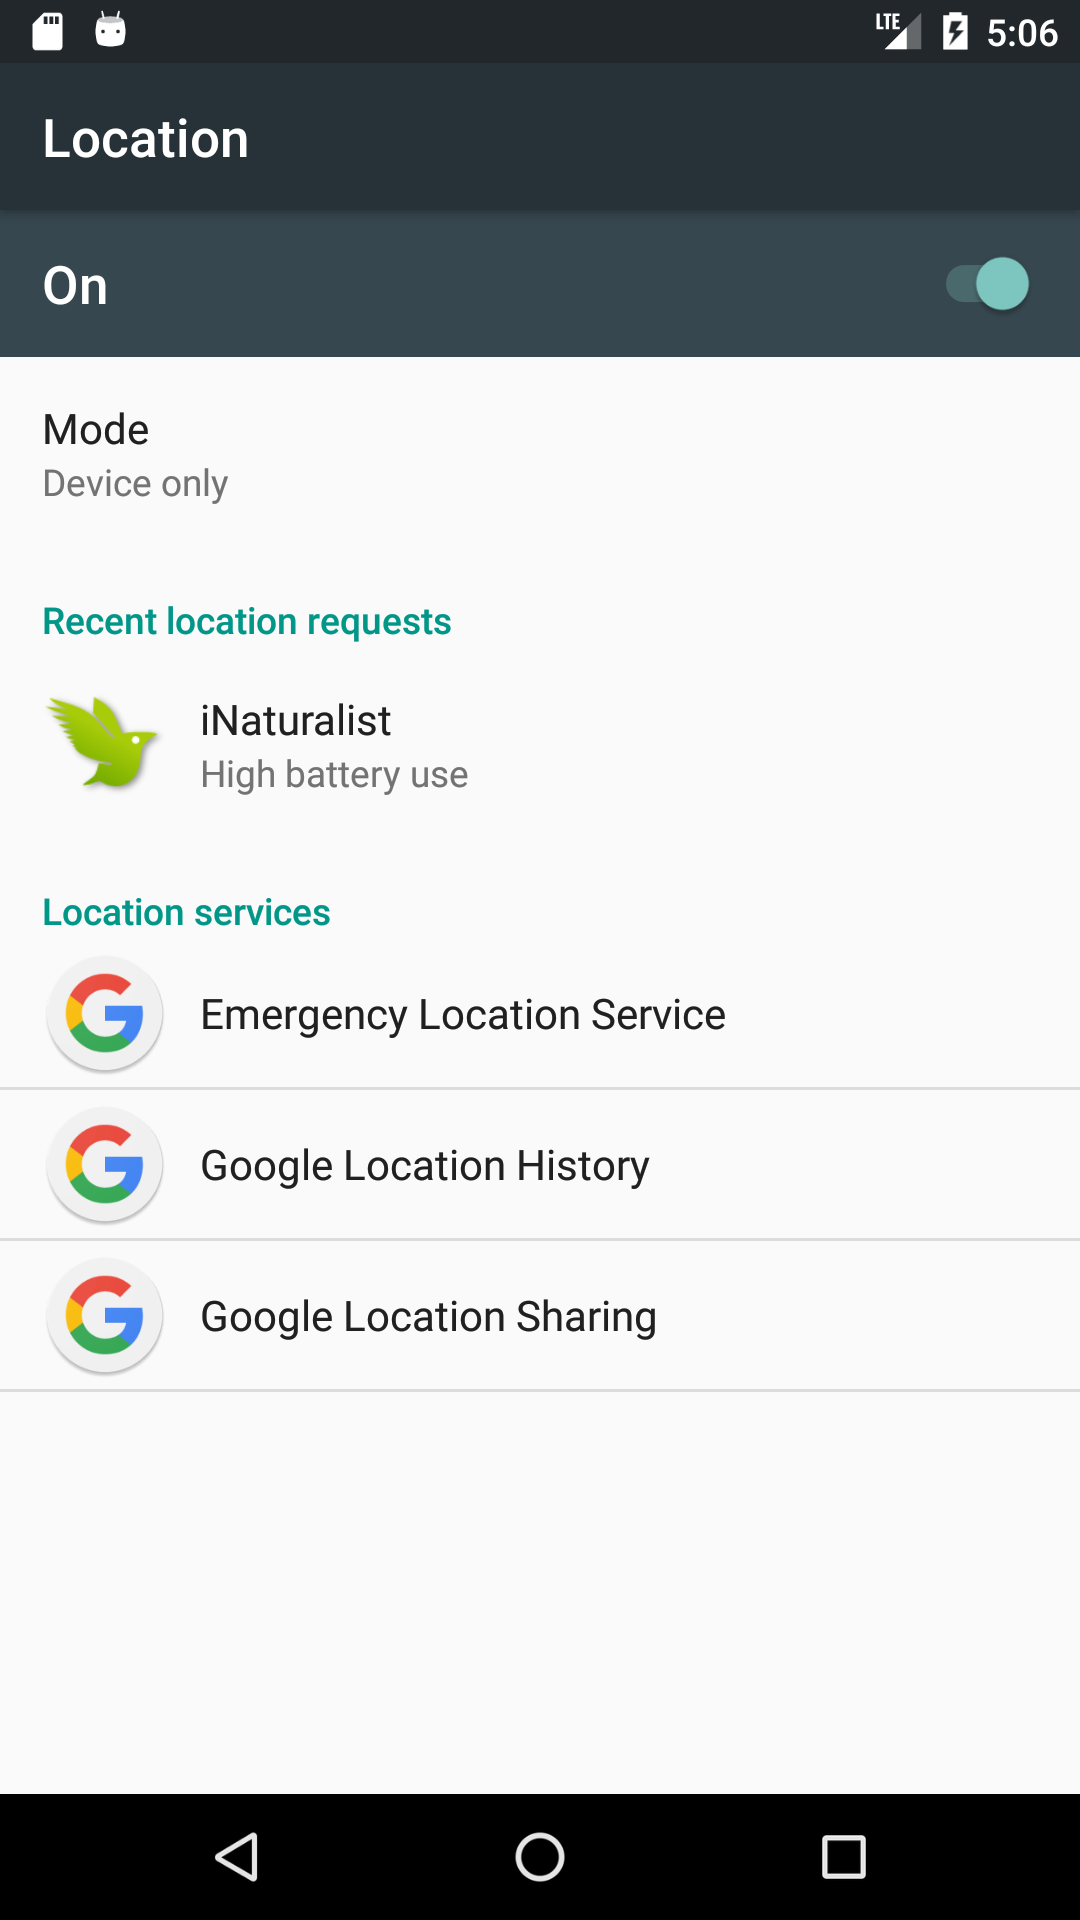 LTE 5:06
Location
On
Mode
Device only
Recent location requests
iNaturalist
High battery use
Location services
Emergency Location Service
Google Location History
Google Location Sharing